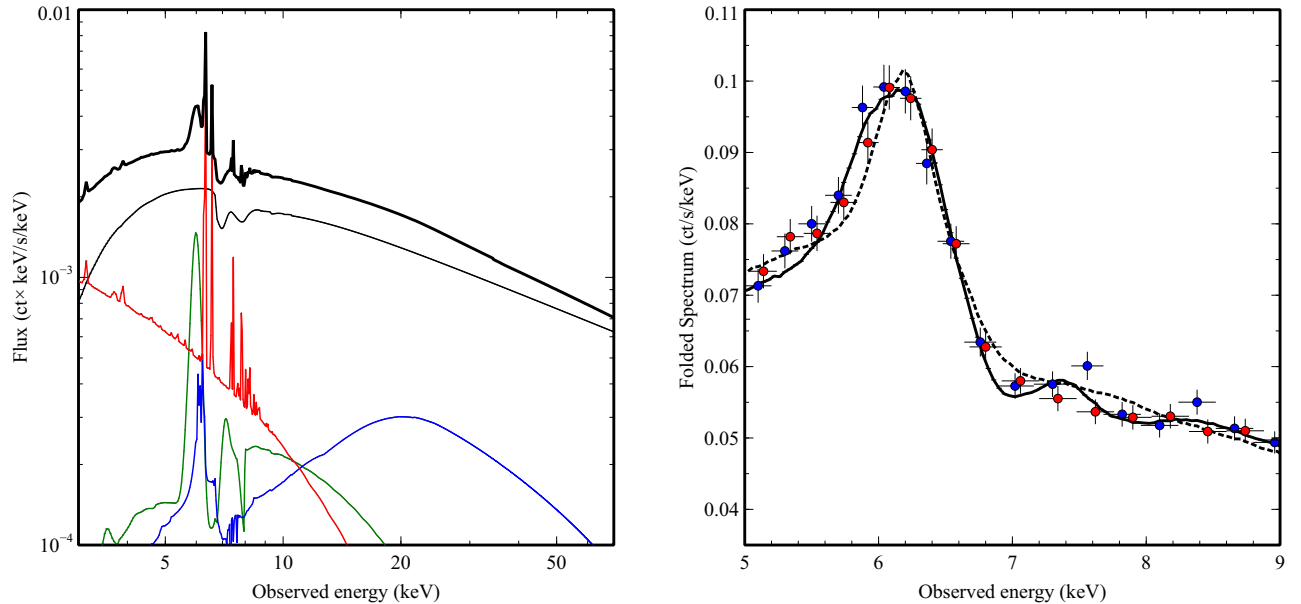 0.01
10⁻³
10⁻⁴
Flux (ct× keV/s/keV)
5 10 20 50
Observed energy (keV)
0.11
0.1
0.09
0.08
0.07
0.06
0.05
0.04
Folded Spectrum (ct/s/keV)
5 6 7 8 9
Observed energy (keV)